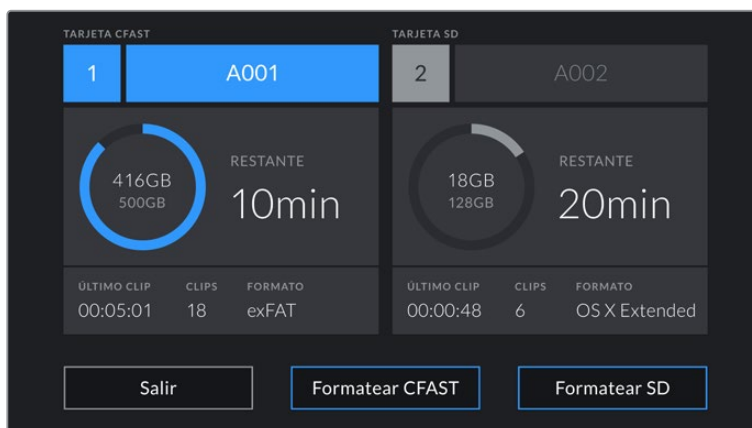 TARJETA CFAST
1 A001
416GB
500GB
RESTANTE
10min
ÚLTIMO CLIP CLIPS FORMATO
00:05:01 18 exFAT
TARJETA SD
2 A002
18GB
128GB
RESTANTE
20min
ÚLTIMO CLIP CLIPS FORMATO
00:00:48 6 OS X Extended
Salir Formatear CFAST Formatear SD